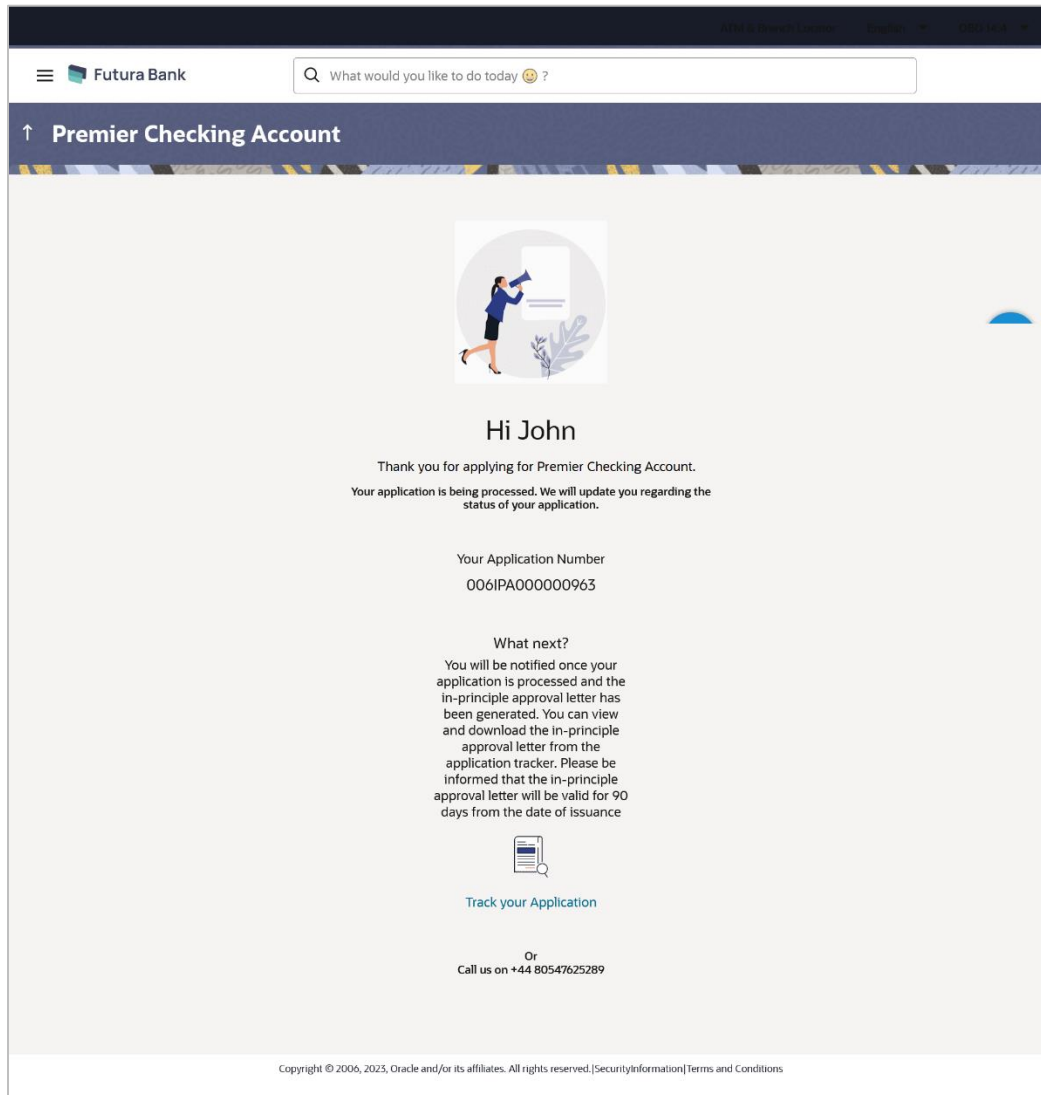 ATM & Branch Locator English
Futura Bank
What would you like to do today 😀 ?
↑ Premier Checking Account
Hi John
Thank you for applying for Premier Checking Account.
Your application is being processed. We will update you regarding the
status of your application.
Your Application Number
006IPA000000963
What next?
You will be notified once your
application is processed and the
in-principle approval letter has
been generated. You can view
and download the in-principle
approval letter from the
application tracker. Please be
informed that the in-principle
approval letter will be valid for 90
days from the date of issuance
Track your Application
Or
Call us on +44 80547625289
Copyright © 2006, 2023, Oracle and/or its affiliates. All rights reserved.|SecurityInformation|Terms and Conditions